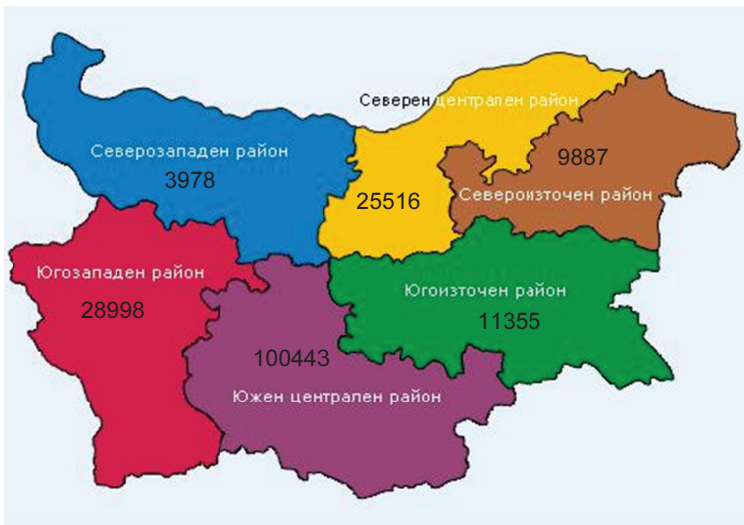 Северен централен район
Северозападен район
3978
9887
25516
Североизточен район
Югозападен район
28998
Югоизточен район
11355
100443
Южен централен район